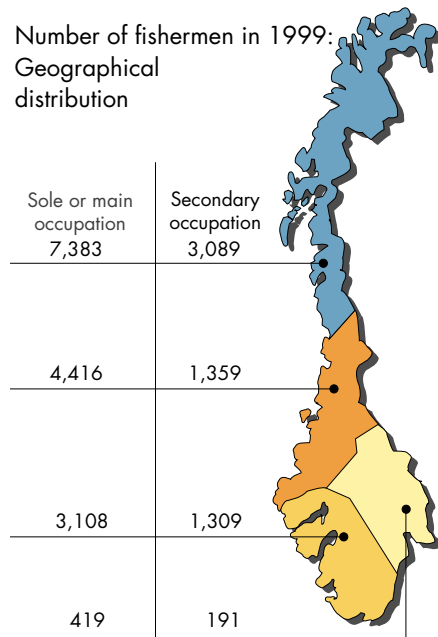 Number of fishermen in 1999:
Geographical
distribution
Sole or main
occupation
Secondary
occupation
7,383 3,089
4,416 1,359
3,108 1,309
419 191